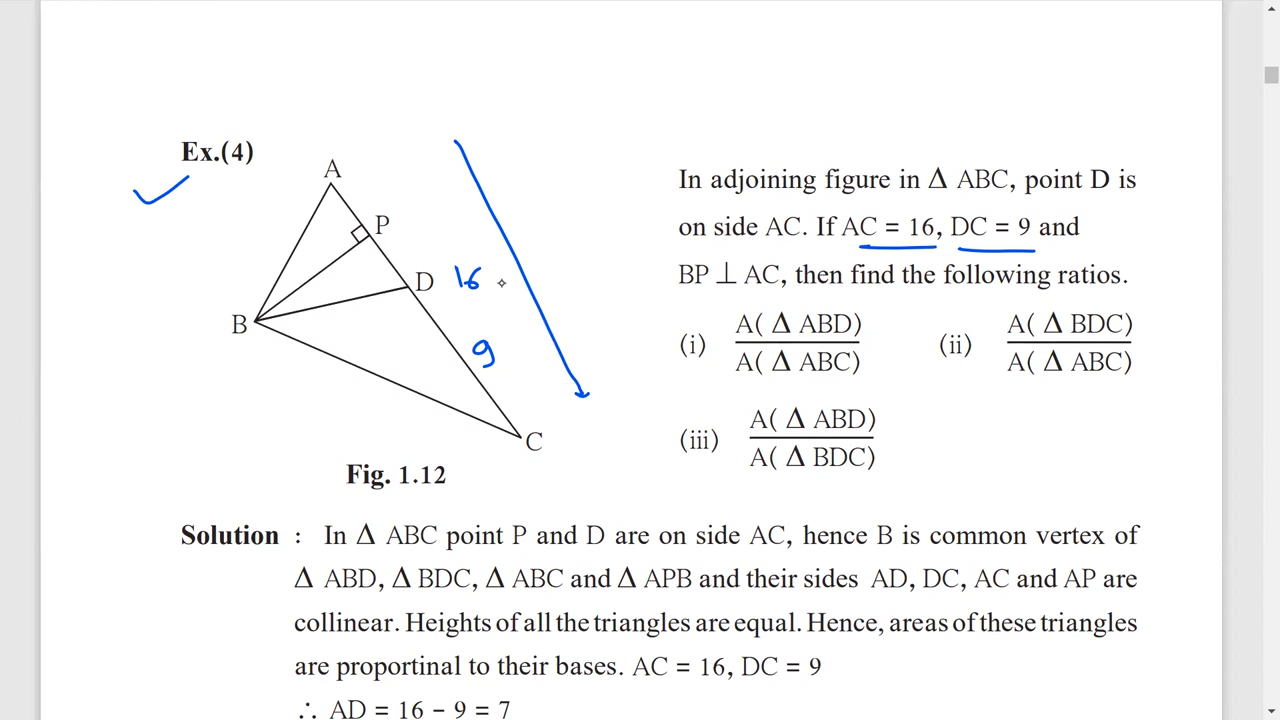 Ex.(4)
A
P
D
B
C
16
9
Fig. 1.12
In adjoining figure in Δ ABC, point D is
on side AC. If AC = 16, DC = 9 and
BP ⊥ AC, then find the following ratios.
(i) A( Δ ABD) / A( Δ ABC) (ii) A( Δ BDC) / A( Δ ABC)
(iii) A( Δ ABD) / A( Δ BDC)
Solution : In Δ ABC point P and D are on side AC, hence B is common vertex of
Δ ABD, Δ BDC, Δ ABC and Δ APB and their sides AD, DC, AC and AP are
collinear. Heights of all the triangles are equal. Hence, areas of these triangles
are proportinal to their bases. AC = 16, DC = 9
∴ AD = 16 − 9 = 7